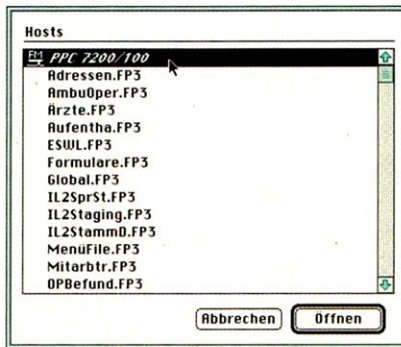 Hosts
FM PPC 7200/100
Adressen.FP3
AmbuOper.FP3
Ärzte.FP3
Aufentha.FP3
ESWL.FP3
Formulare.FP3
Global.FP3
IL2SprSt.FP3
IL2Staging.FP3
IL2StammD.FP3
MenüFile.FP3
Mitarbtr.FP3
OPBefund.FP3
Abbrechen Öffnen